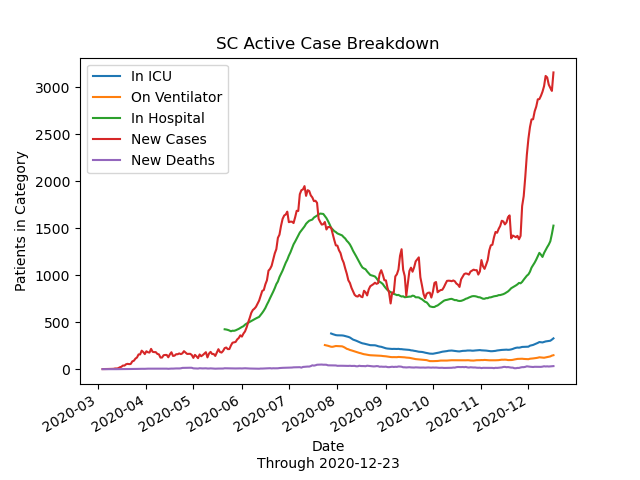 SC Active Case Breakdown
In ICU
On Ventilator
In Hospital
New Cases
New Deaths
Patients in Category
3000
2500
2000
1500
1000
500
0
2020-03
2020-04
2020-05
2020-06
2020-07
2020-08
2020-09
2020-10
2020-11
2020-12
Date
Through 2020-12-23